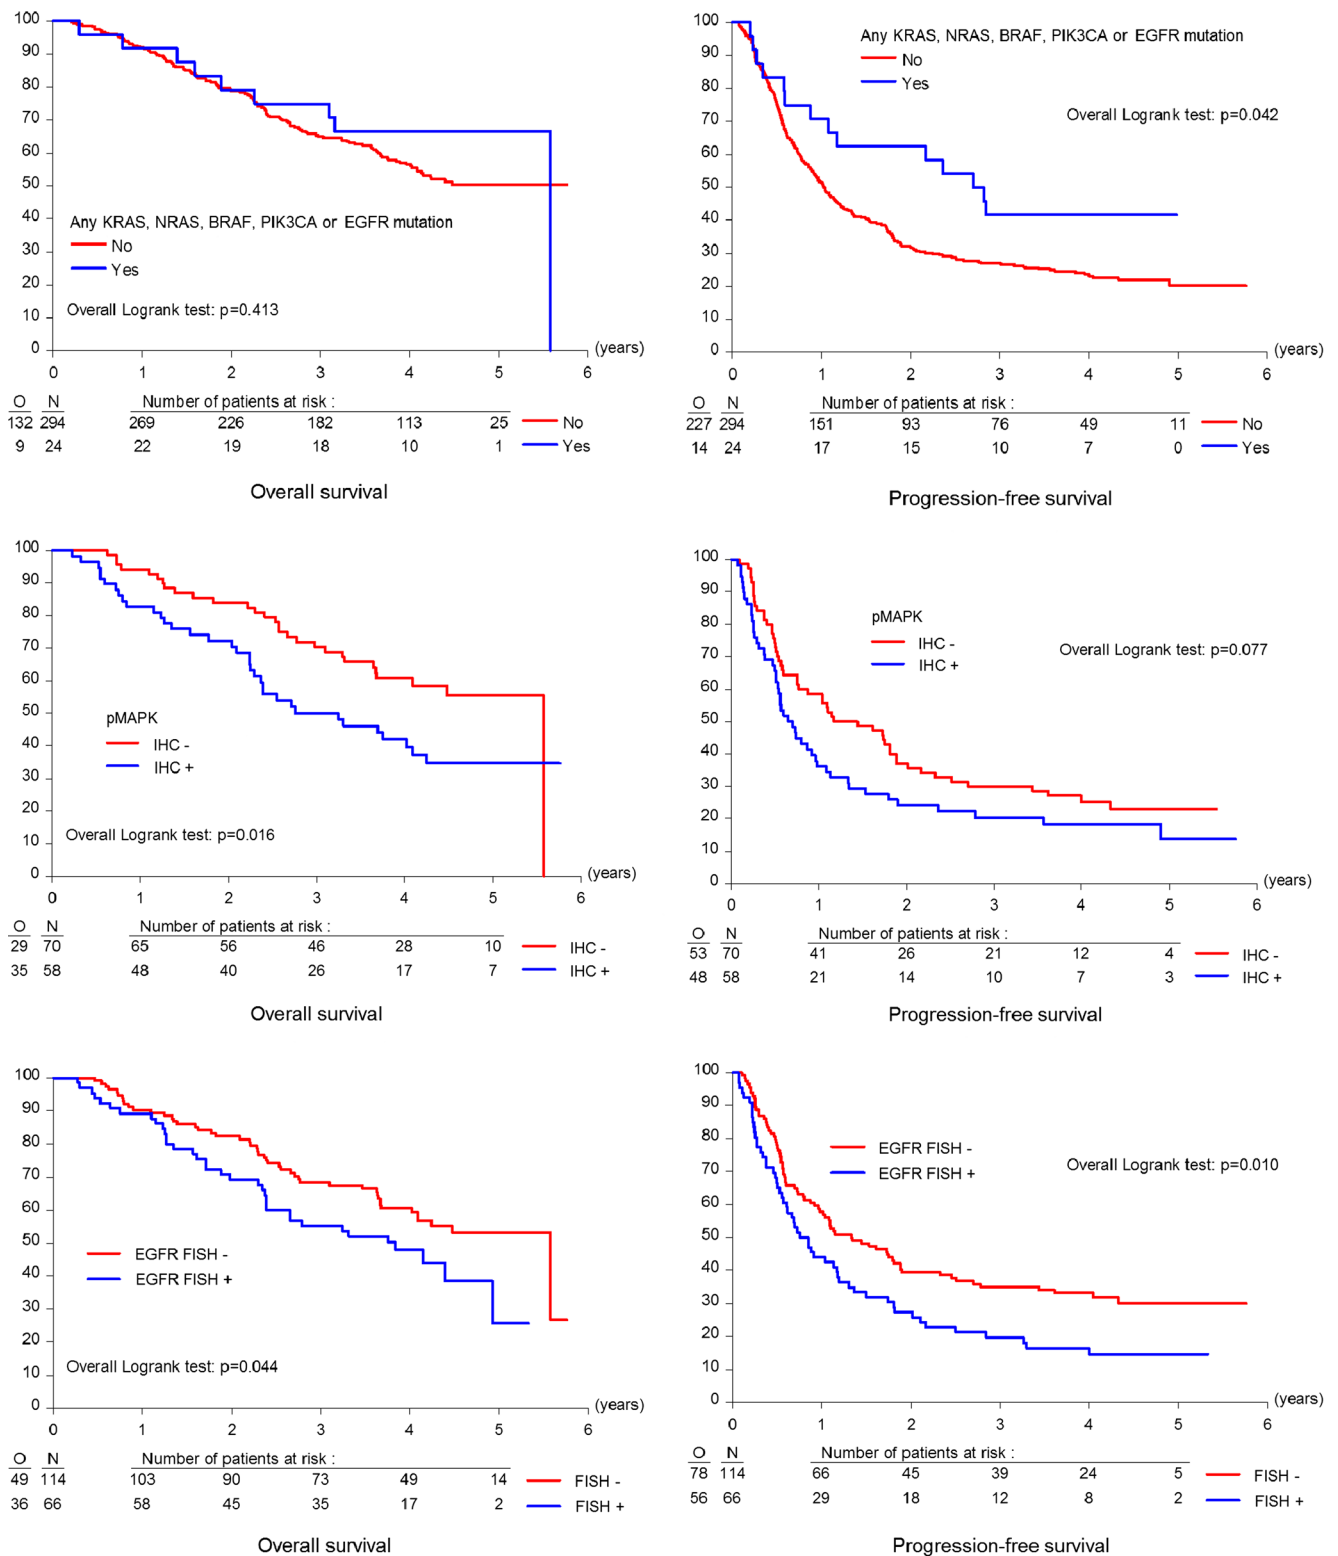 100
90
80
70
60
50
40
30
20
10
0
Any KRAS, NRAS, BRAF, PIK3CA or EGFR mutation
No
Yes
Overall Logrank test: p=0.413
(years)
0 1 2 3 4 5 6
O N Number of patients at risk :
132 294 269 226 182 113 25 No
9 24 22 19 18 10 1 Yes
Overall survival
100
90
80
70
60
50
40
30
20
10
0
Any KRAS, NRAS, BRAF, PIK3CA or EGFR mutation
No
Yes
Overall Logrank test: p=0.042
(years)
0 1 2 3 4 5 6
O N Number of patients at risk :
227 294 151 93 76 49 11 No
14 24 17 15 10 7 0 Yes
Progression-free survival
100
90
80
70
60
50
40
30
20
10
0
pMAPK
IHC -
IHC +
Overall Logrank test: p=0.016
(years)
0 1 2 3 4 5 6
O N Number of patients at risk :
29 70 65 56 46 28 10 IHC -
35 58 48 40 26 17 7 IHC +
Overall survival
100
90
80
70
60
50
40
30
20
10
0
pMAPK
IHC -
IHC +
Overall Logrank test: p=0.077
(years)
0 1 2 3 4 5 6
O N Number of patients at risk :
53 70 41 26 21 12 4 IHC -
48 58 21 14 10 7 3 IHC +
Progression-free survival
100
90
80
70
60
50
40
30
20
10
0
EGFR FISH -
EGFR FISH +
Overall Logrank test: p=0.044
(years)
0 1 2 3 4 5 6
O N Number of patients at risk :
49 114 103 90 73 49 14 FISH -
36 66 58 45 35 17 2 FISH +
Overall survival
100
90
80
70
60
50
40
30
20
10
0
EGFR FISH -
EGFR FISH +
Overall Logrank test: p=0.010
(years)
0 1 2 3 4 5 6
O N Number of patients at risk :
78 114 66 45 39 24 5 FISH -
56 66 29 18 12 8 2 FISH +
Progression-free survival